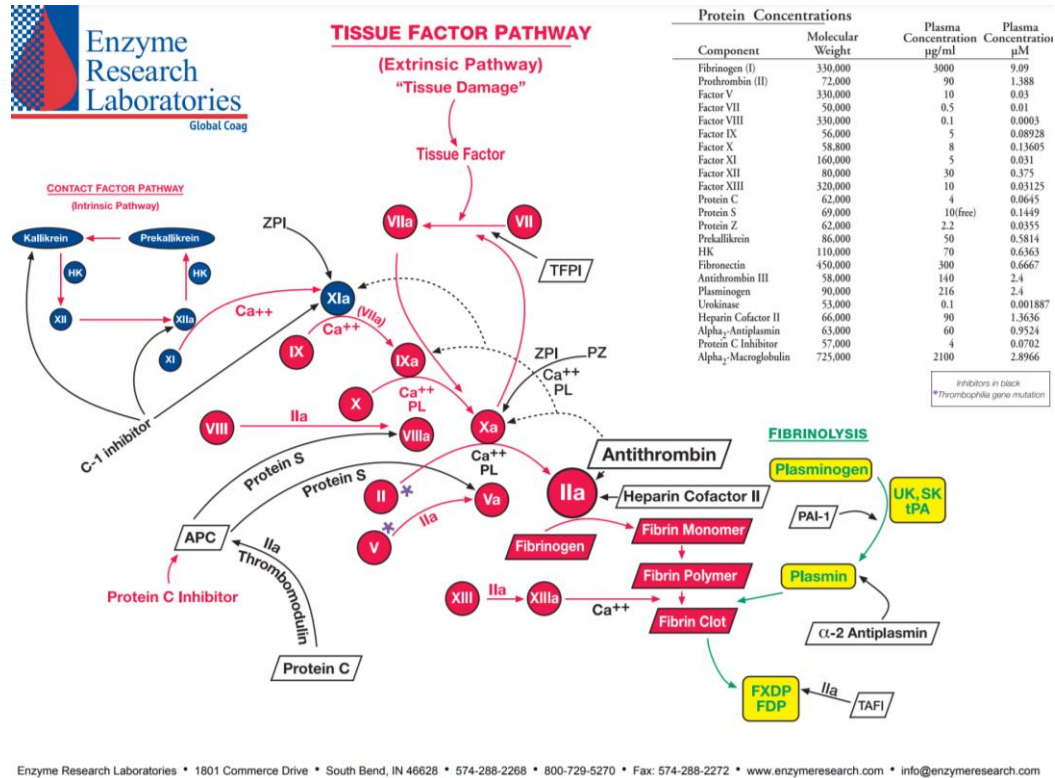 Enzyme
Research
Laboratories
Global Coag
TISSUE FACTOR PATHWAY
(Extrinsic Pathway)
"Tissue Damage"
Tissue Factor
VIIa
VII
TFPI
CONTACT FACTOR PATHWAY
(Intrinsic Pathway)
Kallikrein
Prekallikrein
HK
HK
XII
XIIa
XI
Ca++
ZPI
XIa
IX
Ca++
(VIIa)
IXa
X
Ca++
PL
ZPI
PZ
Ca++
PL
Xa
C-1 inhibitor
VIII
IIa
VIIIa
Ca++
PL
Protein S
Protein S
II
*
Va
V
*
IIa
IIa
Antithrombin
Heparin Cofactor II
APC
IIa
Thrombomodulin
Protein C Inhibitor
Protein C
Fibrinogen
Fibrin Monomer
Fibrin Polymer
Fibrin Clot
XIII
IIa
XIIIa
Ca++
FIBRINOLYSIS
Plasminogen
UK, SK
tPA
PAI-1
Plasmin
α-2 Antiplasmin
FXDP
FDP
IIa
TAFI
Protein Concentrations
Component Molecular Weight Plasma Concentration µg/ml Plasma Concentration µM
Fibrinogen (I) 330,000 3000 9.09
Prothrombin (II) 72,000 90 1.388
Factor V 330,000 10 0.03
Factor VII 50,000 0.5 0.01
Factor VIII 330,000 0.1 0.0003
Factor IX 56,000 5 0.08928
Factor X 58,800 8 0.13605
Factor XI 160,000 5 0.031
Factor XII 80,000 30 0.375
Factor XIII 320,000 10 0.03125
Protein C 62,000 4 0.0645
Protein S 69,000 10(free) 0.1449
Protein Z 62,000 2.2 0.0355
Prekallikrein 86,000 50 0.5814
HK 110,000 70 0.6363
Fibronectin 450,000 300 0.6667
Antithrombin III 58,000 140 2.4
Plasminogen 90,000 216 2.4
Urokinase 53,000 0.1 0.001887
Heparin Cofactor II 66,000 90 1.3636
Alpha2-Antiplasmin 63,000 60 0.9524
Protein C Inhibitor 57,000 4 0.0702
Alpha2-Macroglobulin 725,000 2100 2.8966
Inhibitors in black
*Thrombophilia gene mutation
Enzyme Research Laboratories • 1801 Commerce Drive • South Bend, IN 46628 • 574-288-2268 • 800-729-5270 • Fax: 574-288-2272 • www.enzymeresearch.com • info@enzymeresearch.com